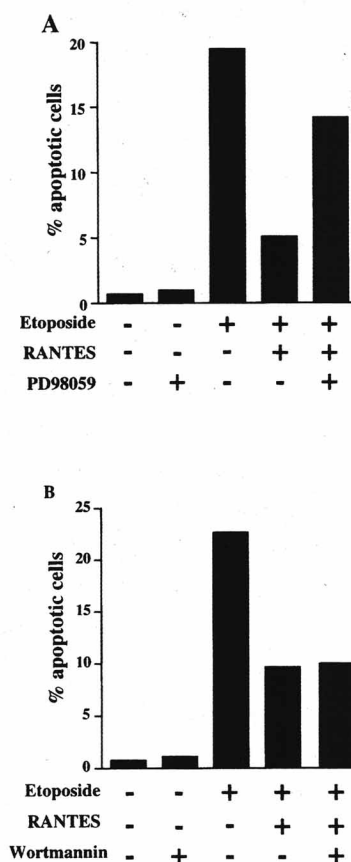 A
% apoptotic cells
20
15
10
5
0
Etoposide - - + + +
RANTES - - - + +
PD98059 - + - - +
B
% apoptotic cells
25
20
15
10
5
0
Etoposide - - + + +
RANTES - - - + +
Wortmannin - + - - +